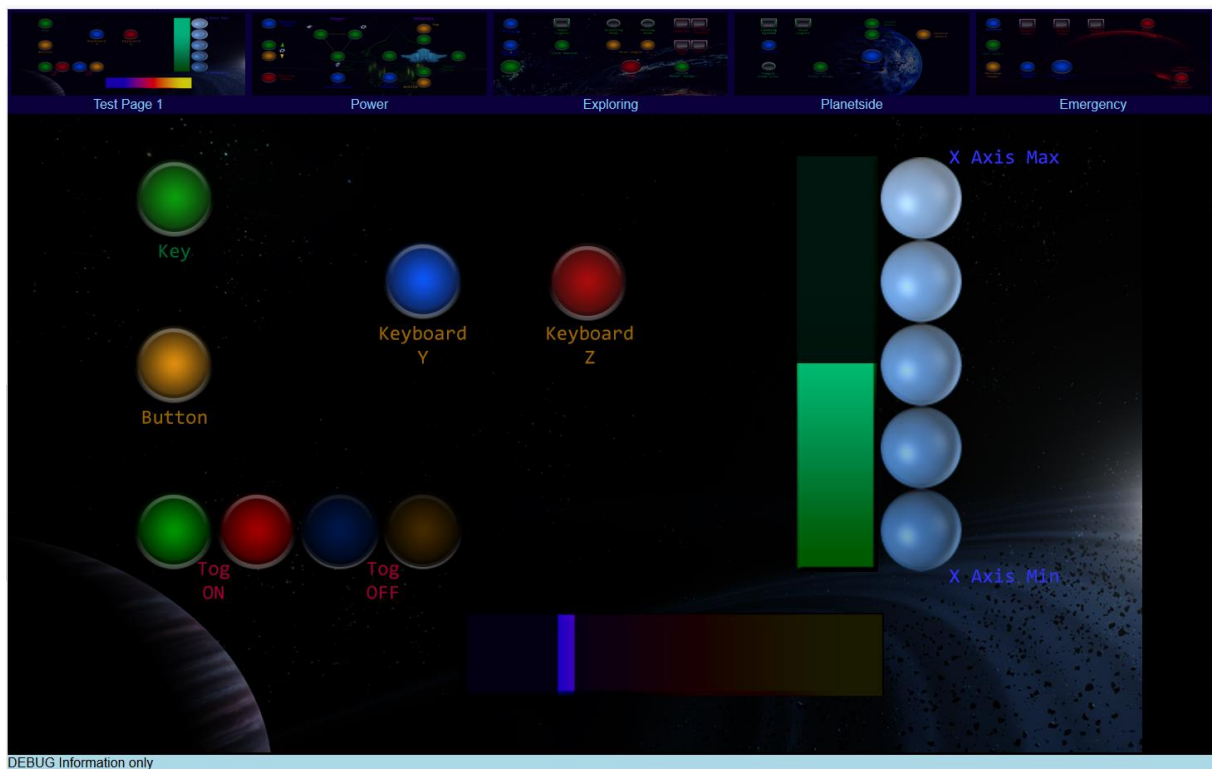 Test Page 1
Power
Exploring
Planetside
Emergency
X Axis Max
Key
Keyboard
Y
Keyboard
Z
Button
Tog
ON
Tog
OFF
X Axis Min
DEBUG Information only